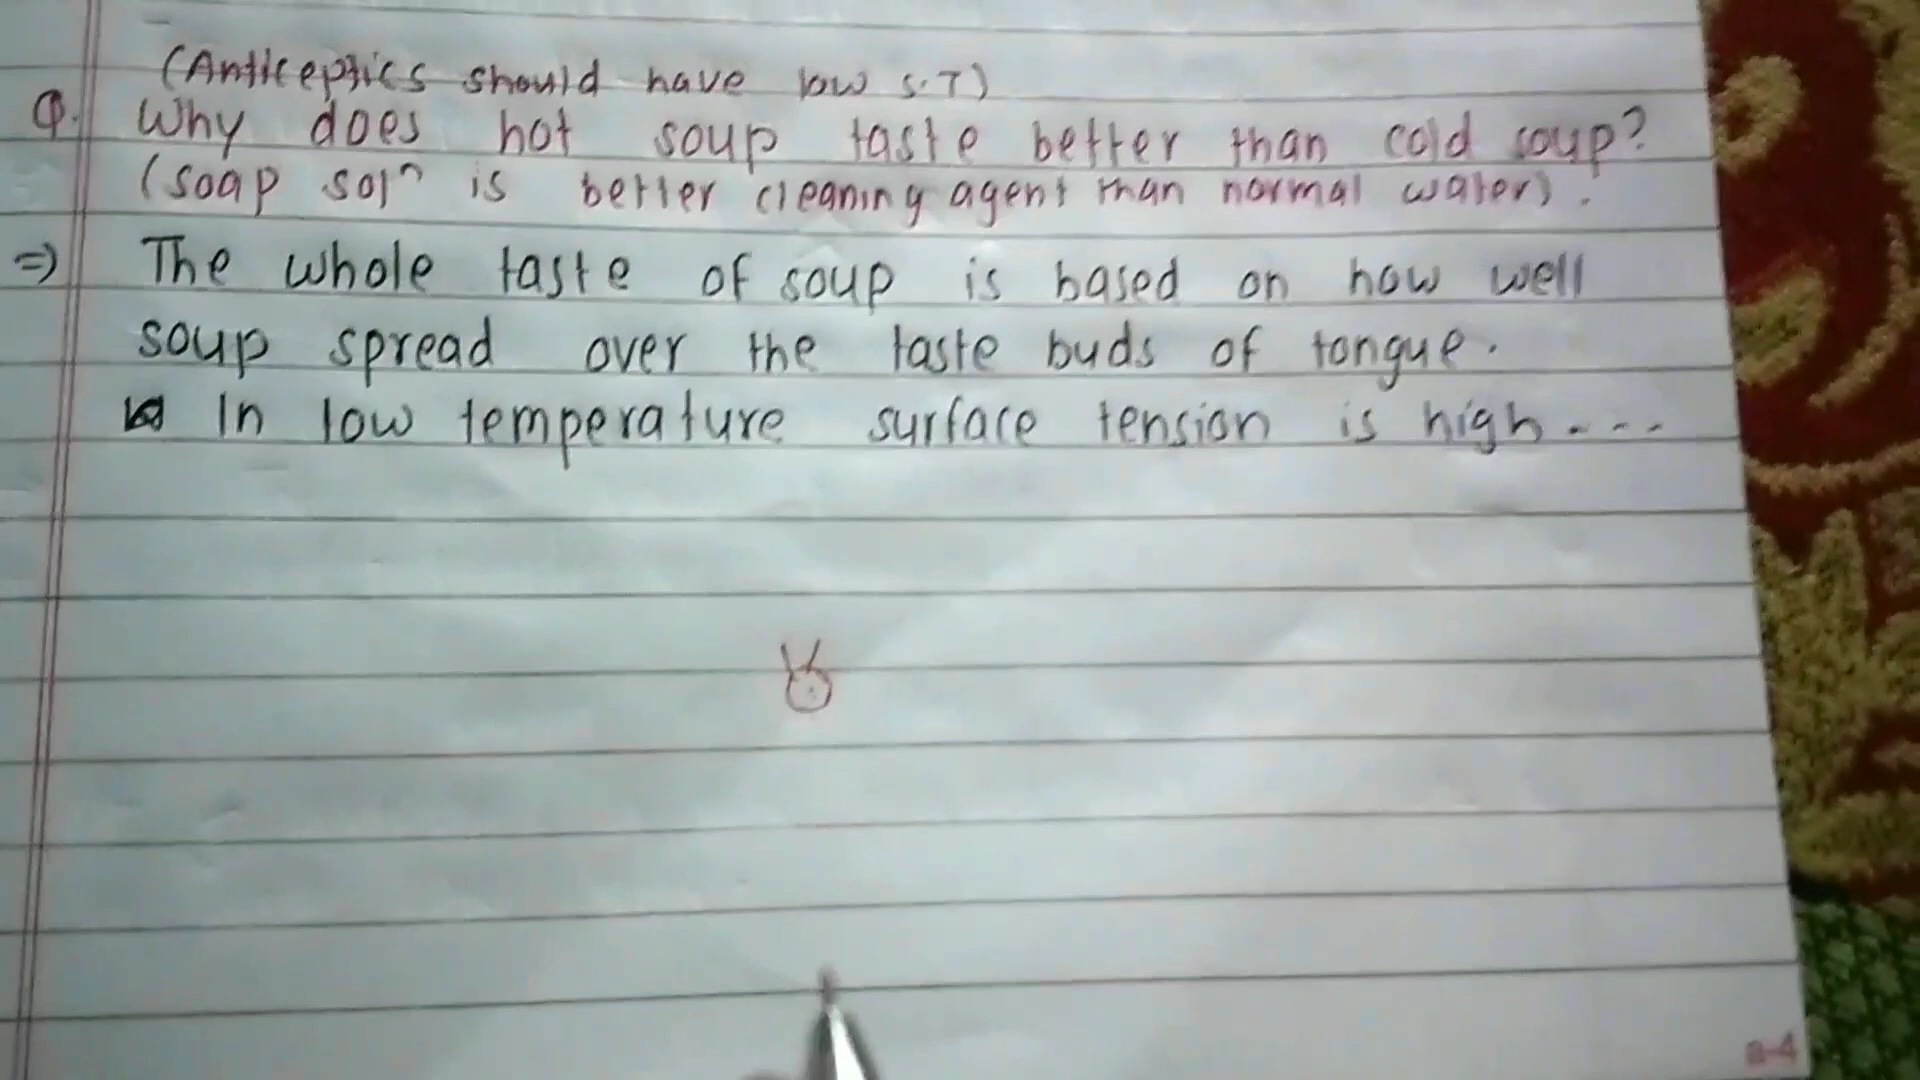 (Anticeptics should have low S.T)
Q. Why does hot soup taste better than cold soup?
(soap solⁿ is better cleaning agent than normal water).
=) The whole taste of soup is based on how well
soup spread over the taste buds of tongue.
In low temperature surface tension is high ----
a-4